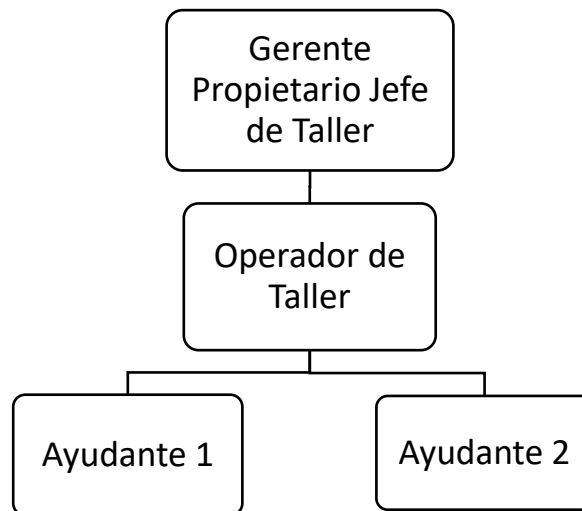 Gerente
Propietario Jefe
de Taller
Operador de
Taller
Ayudante 1
Ayudante 2